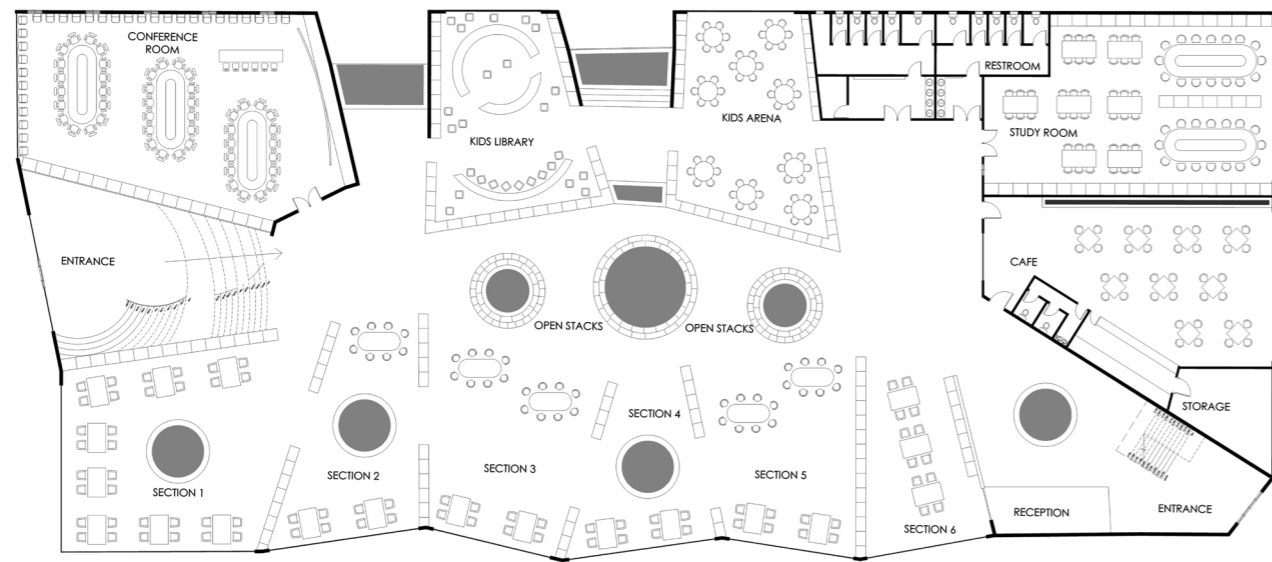 CONFERENCE
ROOM
RESTROOM
KIDS ARENA
STUDY ROOM
KIDS LIBRARY
ENTRANCE
CAFE
OPEN STACKS
OPEN STACKS
STORAGE
SECTION 4
SECTION 1
SECTION 2
SECTION 3
SECTION 5
SECTION 6
RECEPTION
ENTRANCE